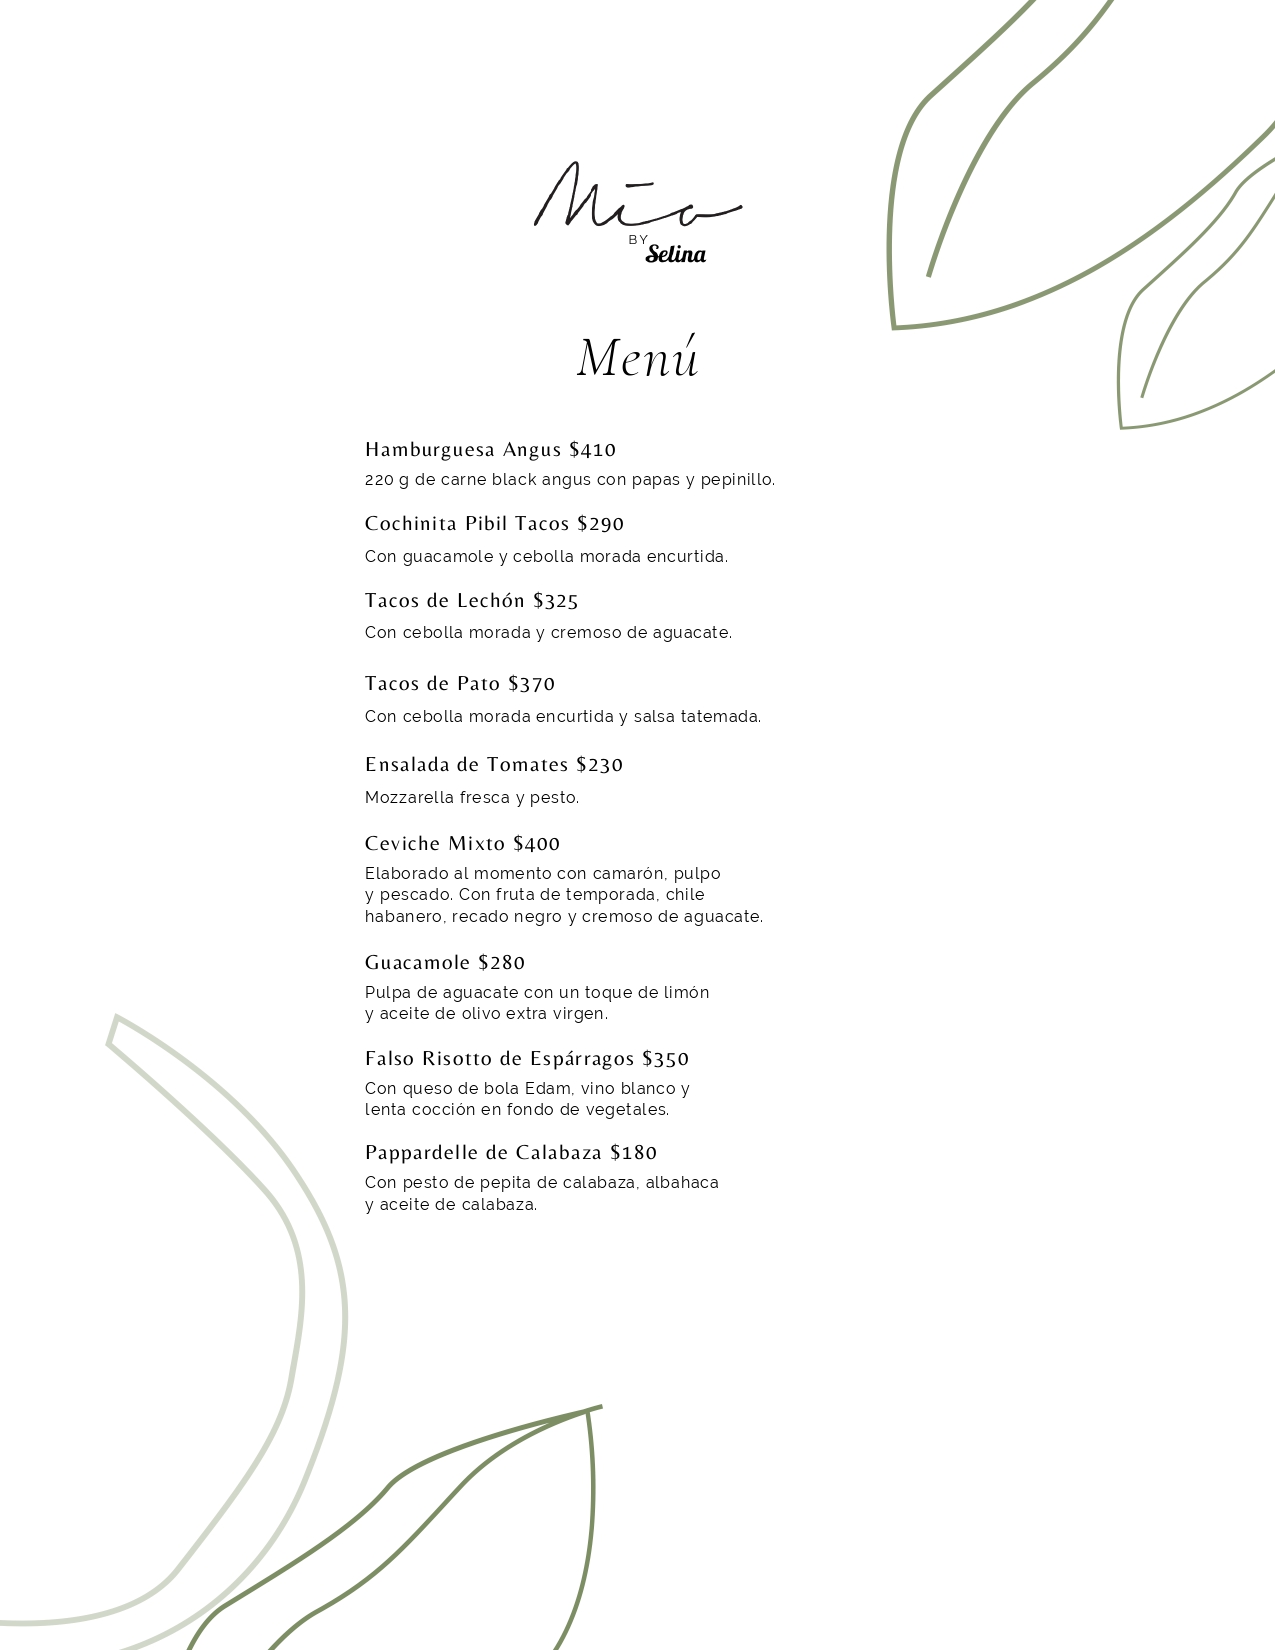 Mío
BY
Selina
Menú
Hamburguesa Angus $410
220 g de carne black angus con papas y pepinillo.
Cochinita Pibil Tacos $290
Con guacamole y cebolla morada encurtida.
Tacos de Lechón $325
Con cebolla morada y cremoso de aguacate.
Tacos de Pato $370
Con cebolla morada encurtida y salsa tatemada.
Ensalada de Tomates $230
Mozzarella fresca y pesto.
Ceviche Mixto $400
Elaborado al momento con camarón, pulpo
y pescado. Con fruta de temporada, chile
habanero, recado negro y cremoso de aguacate.
Guacamole $280
Pulpa de aguacate con un toque de limón
y aceite de olivo extra virgen.
Falso Risotto de Espárragos $350
Con queso de bola Edam, vino blanco y
lenta cocción en fondo de vegetales.
Pappardelle de Calabaza $180
Con pesto de pepita de calabaza, albahaca
y aceite de calabaza.